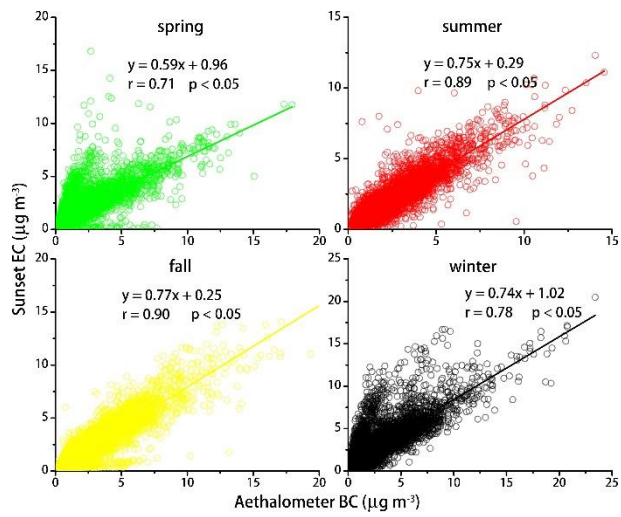 spring
y = 0.59x + 0.96
r = 0.71 p < 0.05
20
15
10
5
0
0 5 10 15 20
summer
y = 0.75x + 0.29
r = 0.89 p < 0.05
15
10
5
0
0 5 10 15
fall
y = 0.77x + 0.25
r = 0.90 p < 0.05
20
15
10
5
0
0 5 10 15 20
winter
y = 0.74x + 1.02
r = 0.78 p < 0.05
25
20
15
10
5
0
0 5 10 15 20 25
Sunset EC (μg m⁻³)
Aethalometer BC (μg m⁻³)